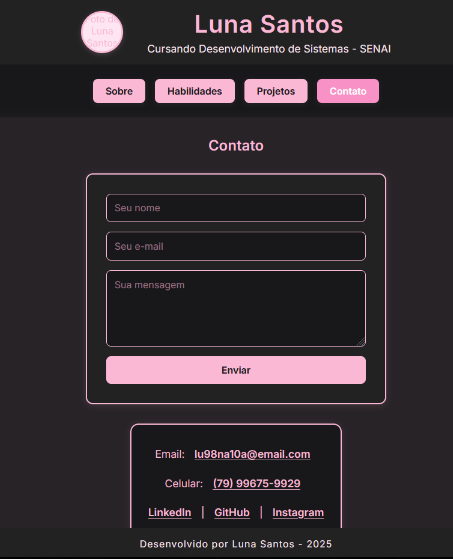 oto de
Luna
Santos
Luna Santos
Cursando Desenvolvimento de Sistemas - SENAI
Sobre Habilidades Projetos Contato
Contato
Seu nome
Seu e-mail
Sua mensagem
Enviar
Email: lu98na10a@email.com
Celular: (79) 99675-9929
LinkedIn | GitHub | Instagram
Desenvolvido por Luna Santos - 2025